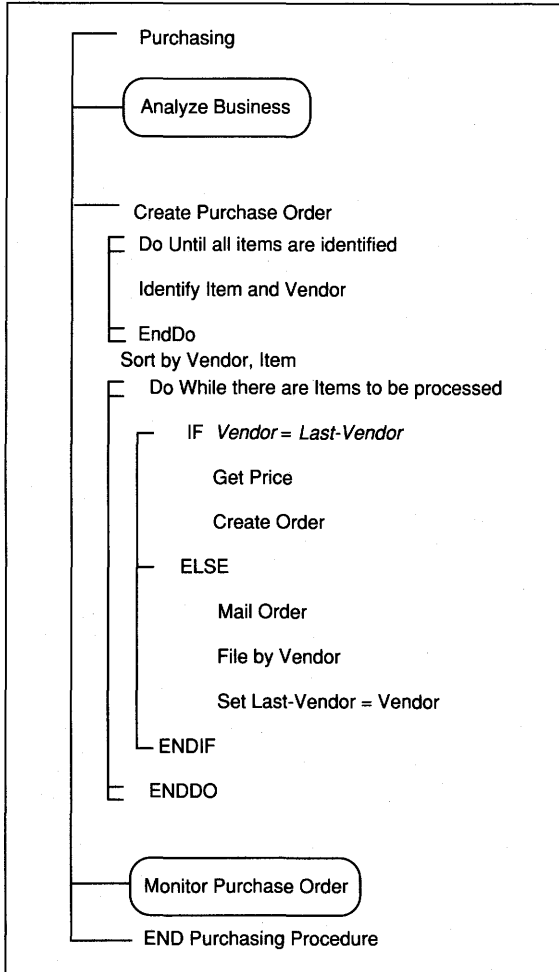 Purchasing
Analyze Business
Create Purchase Order
Do Until all items are identified
Identify Item and Vendor
EndDo
Sort by Vendor, Item
Do While there are Items to be processed
IF Vendor = Last-Vendor
Get Price
Create Order
ELSE
Mail Order
File by Vendor
Set Last-Vendor = Vendor
ENDIF
ENDDO
Monitor Purchase Order
END Purchasing Procedure